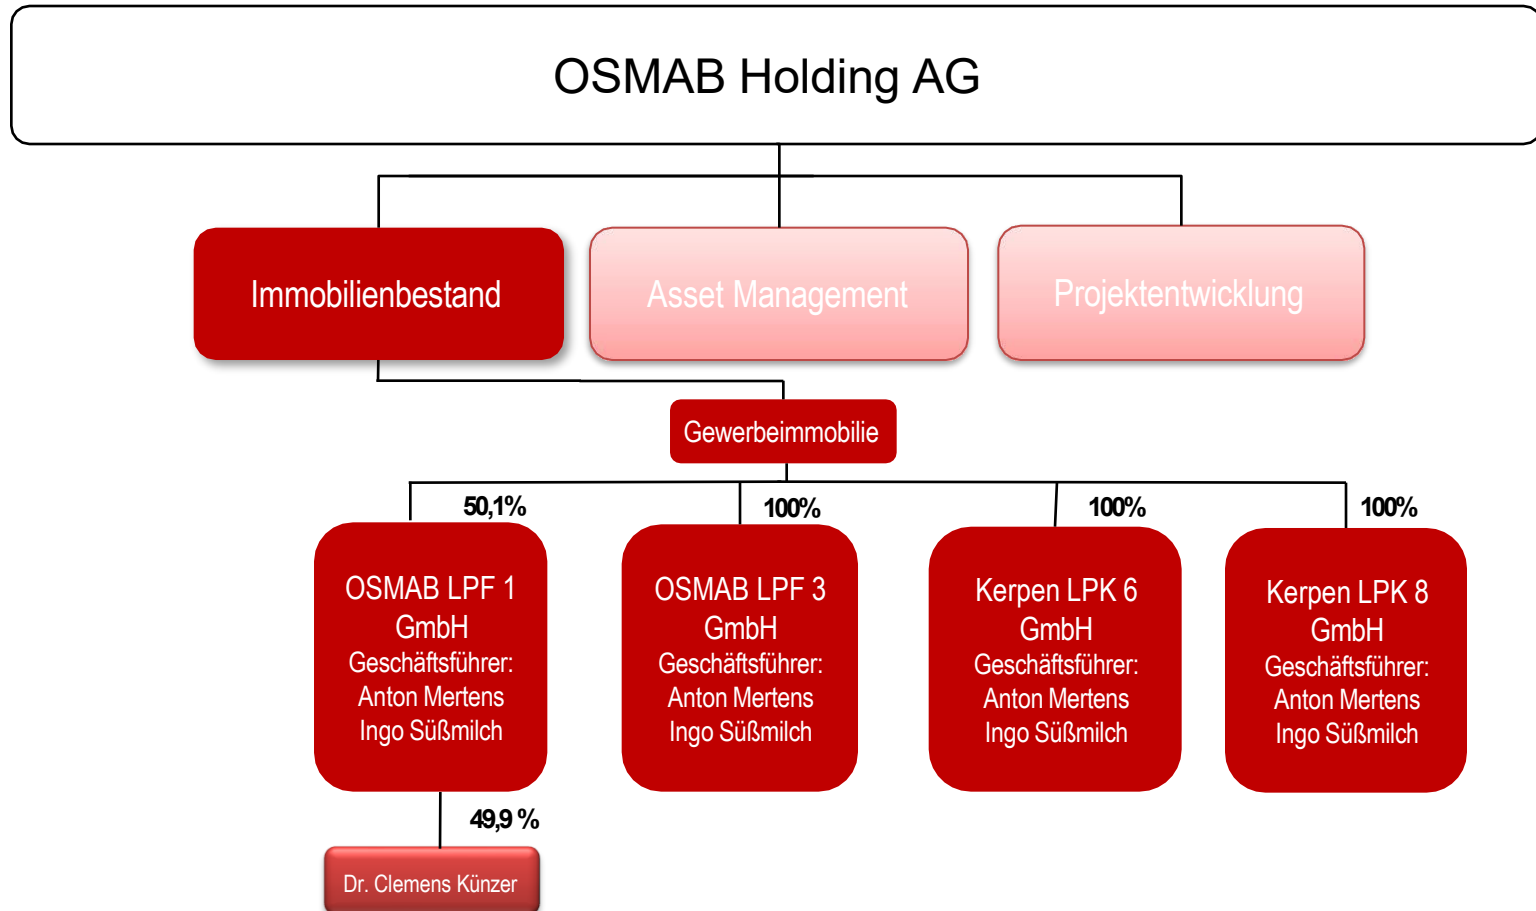 OSMAB Holding AG
Immobilienbestand
Asset Management
Projektentwicklung
Gewerbeimmobilie
50,1%
100%
100%
100%
OSMAB LPF 1
GmbH
Geschäftsführer:
Anton Mertens
Ingo Süßmilch
OSMAB LPF 3
GmbH
Geschäftsführer:
Anton Mertens
Ingo Süßmilch
Kerpen LPK 6
GmbH
Geschäftsführer:
Anton Mertens
Ingo Süßmilch
Kerpen LPK 8
GmbH
Geschäftsführer:
Anton Mertens
Ingo Süßmilch
49,9 %
Dr. Clemens Künzer